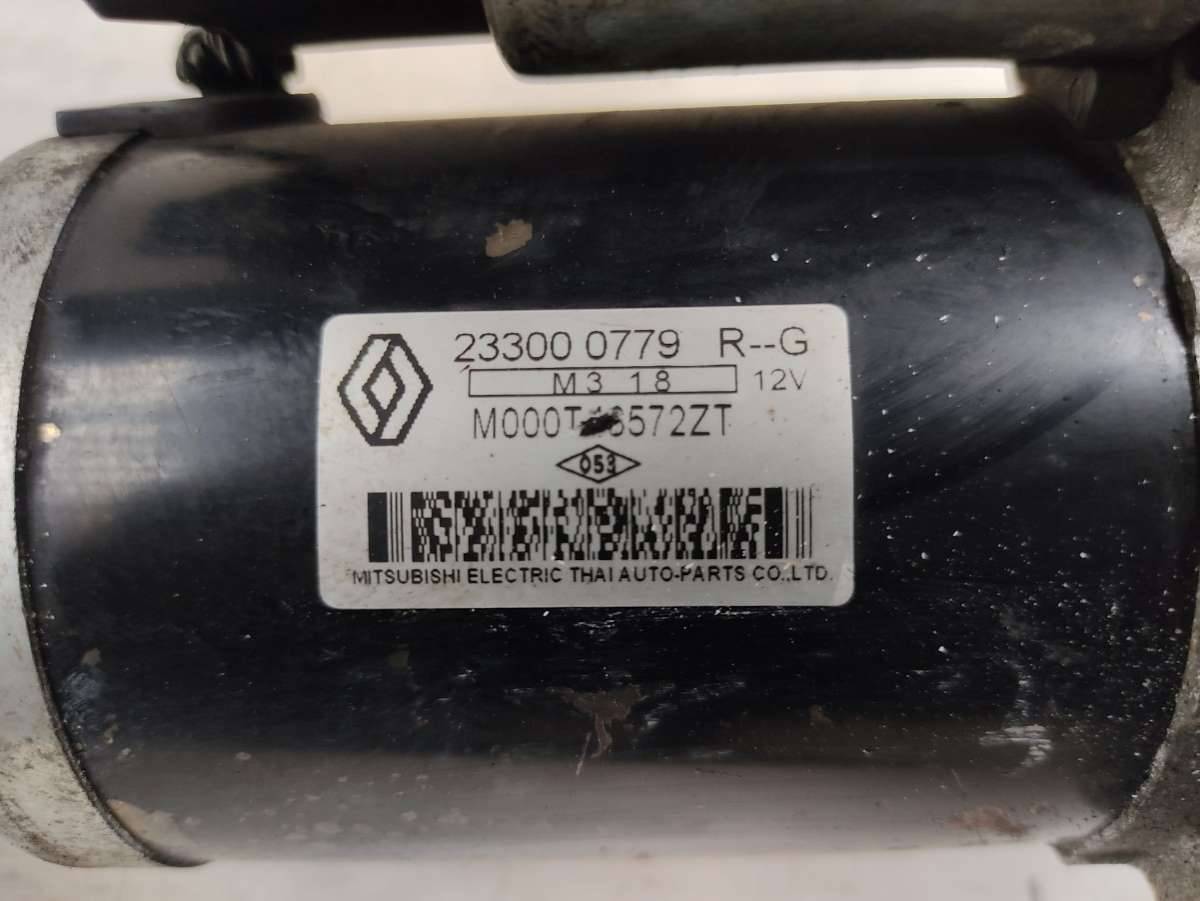 23300 0779 R--G
M3 18 12V
053
MITSUBISHI ELECTRIC THAI AUTO-PARTS CO.,LTD.